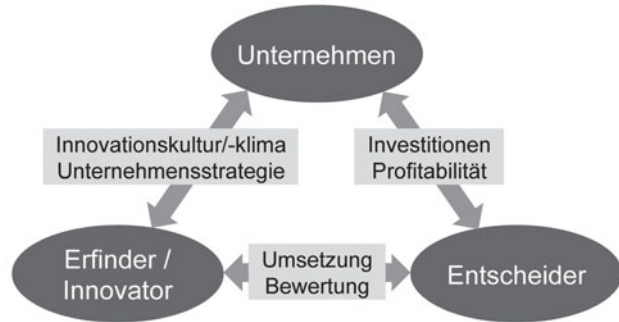 Unternehmen
Innovationskultur/-klima
Unternehmensstrategie
Investitionen
Profitabilität
Erfinder /
Innovator
Umsetzung
Bewertung
Entscheider